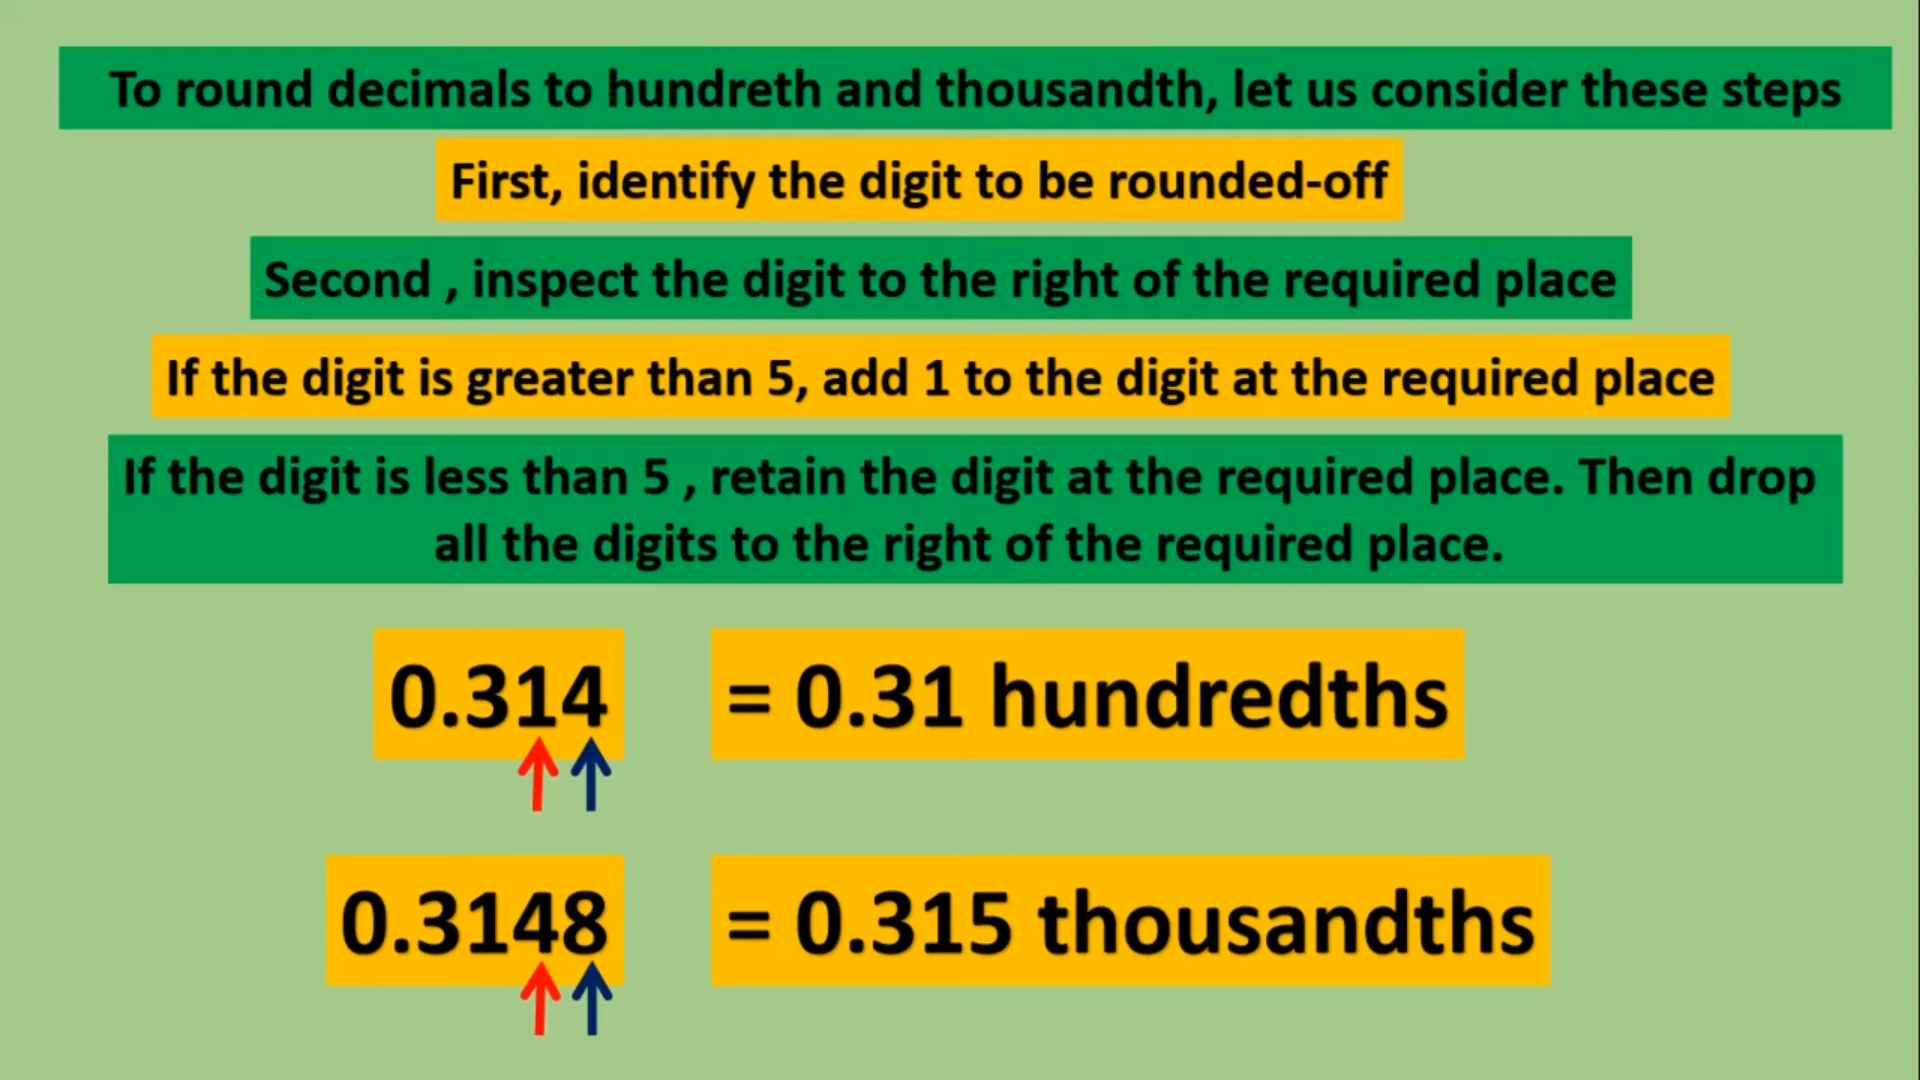 To round decimals to hundreth and thousandth, let us consider these steps
First, identify the digit to be rounded-off
Second , inspect the digit to the right of the required place
If the digit is greater than 5, add 1 to the digit at the required place
If the digit is less than 5 , retain the digit at the required place. Then drop
all the digits to the right of the required place.
0.314 = 0.31 hundredths
0.3148 = 0.315 thousandths